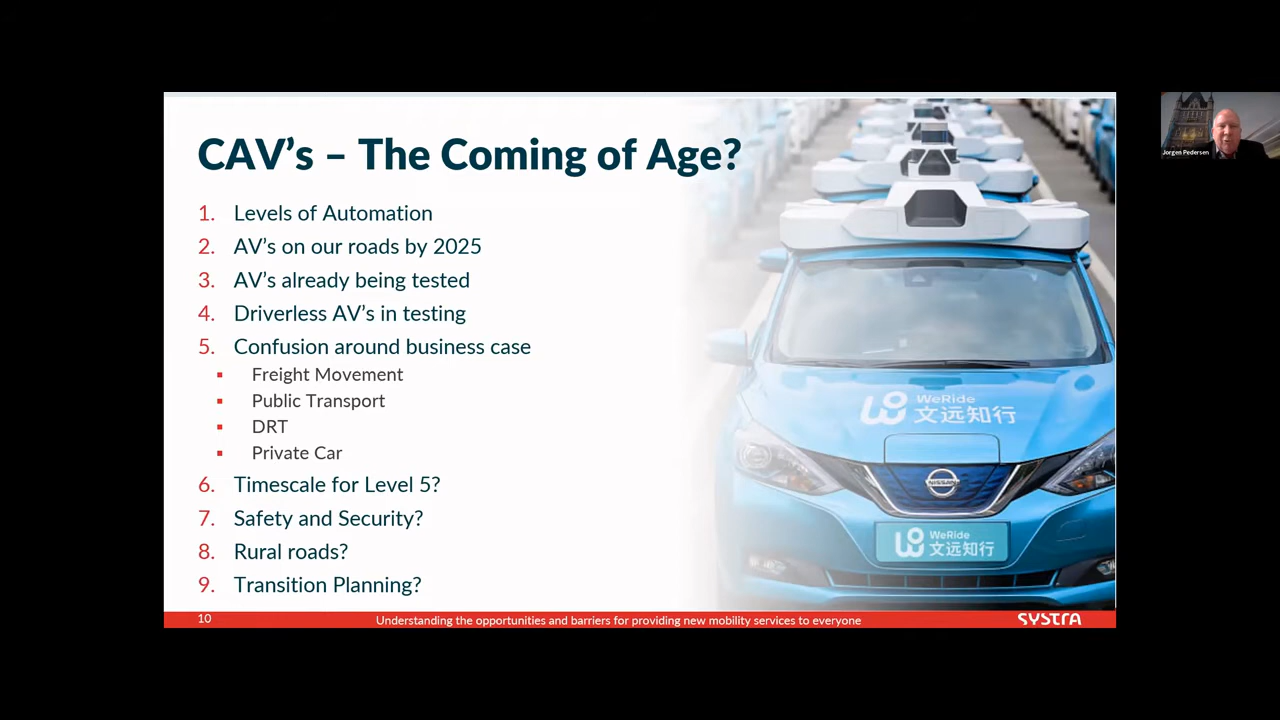 CAV’s – The Coming of Age?
1. Levels of Automation
2. AV’s on our roads by 2025
3. AV’s already being tested
4. Driverless AV’s in testing
5. Confusion around business case
▪ Freight Movement
▪ Public Transport
▪ DRT
▪ Private Car
6. Timescale for Level 5?
7. Safety and Security?
8. Rural roads?
9. Transition Planning?
WeRide
文远知行
NISSAN
WeRide
文远知行
10
Understanding the opportunities and barriers for providing new mobility services to everyone
SYSTRA
Jorgen Pedersen